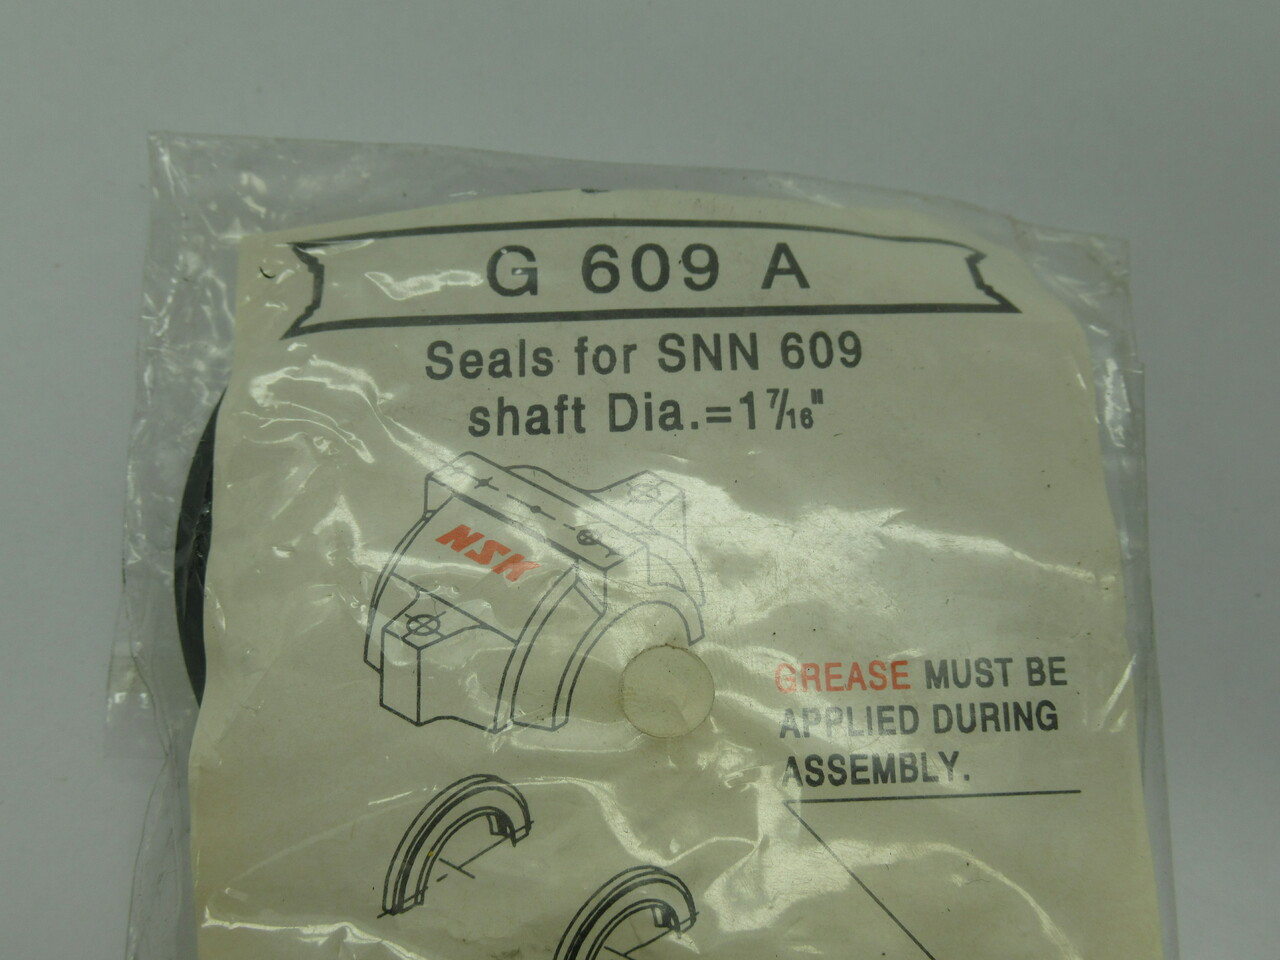 G 609 A
Seals for SNN 609
shaft Dia.=1 7/16"
NSK
GREASE MUST BE
APPLIED DURING
ASSEMBLY.